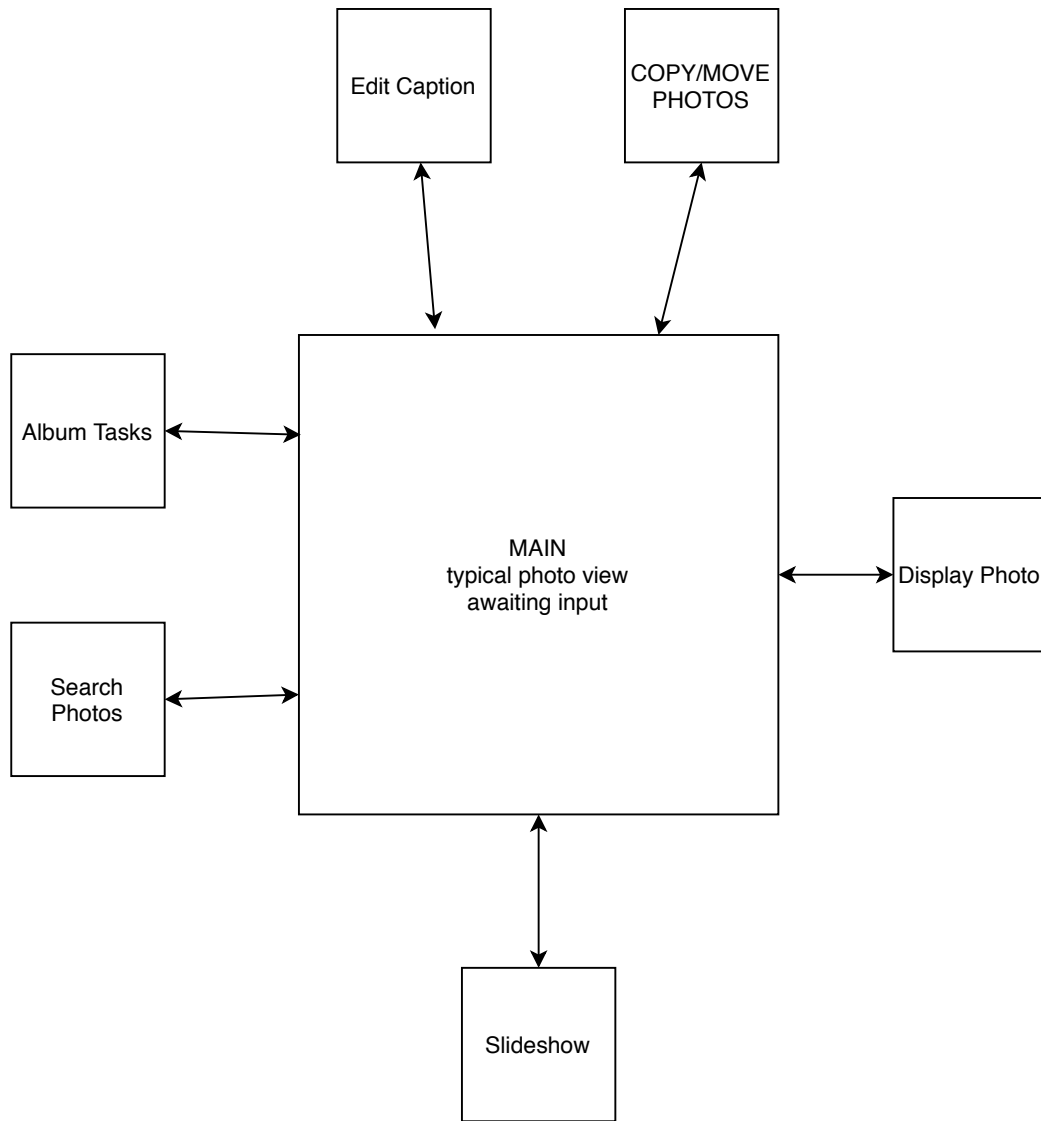 Edit Caption
COPY/MOVE
PHOTOS
Album Tasks
MAIN
typical photo view
awaiting input
Display Photo
Search
Photos
Slideshow